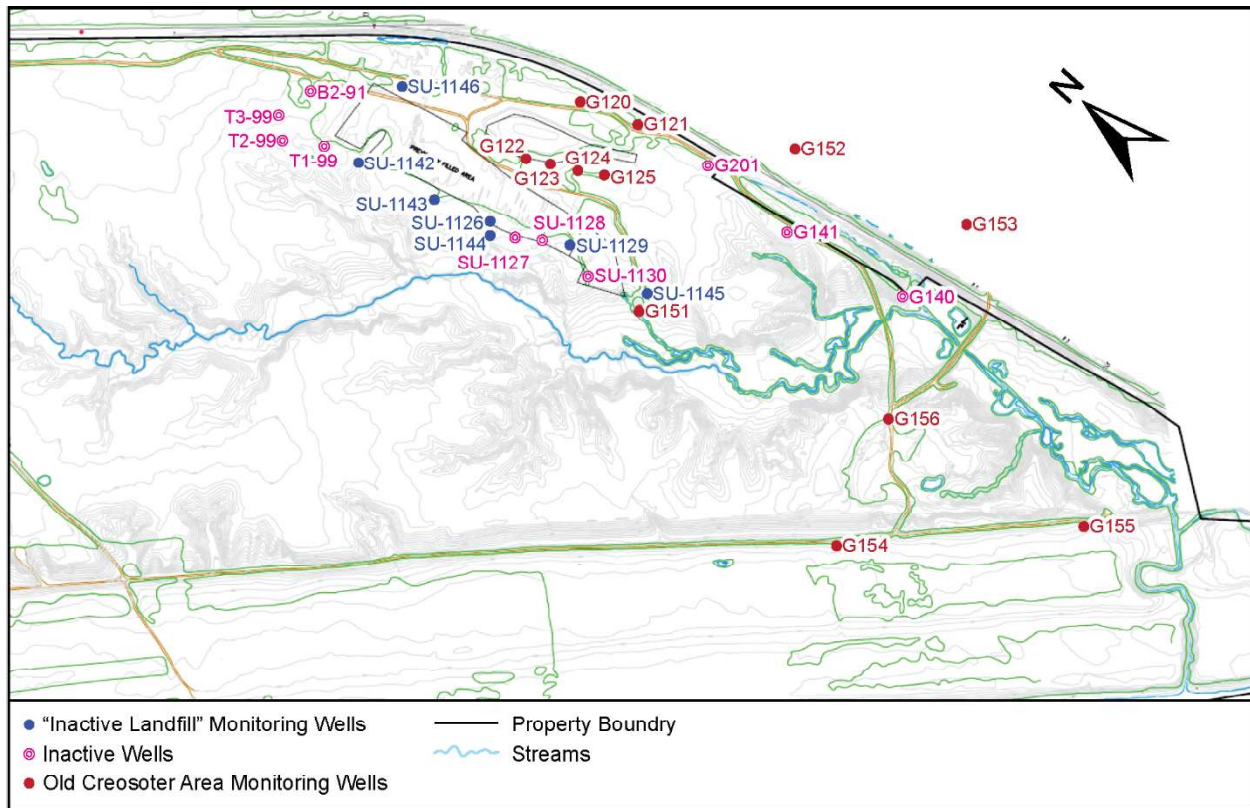 N
SU-1146
B2-91
G120
T3-99
G121
T2-99
G122
G124
G152
T1-99
SU-1142
G123
G125
G201
SU-1143
SU-1126
SU-1128
G153
SU-1144
SU-1129
G141
SU-1127
SU-1130
SU-1145
G140
G151
G156
G155
G154
"Inactive Landfill" Monitoring Wells
Property Boundry
Inactive Wells
Streams
Old Creosoter Area Monitoring Wells